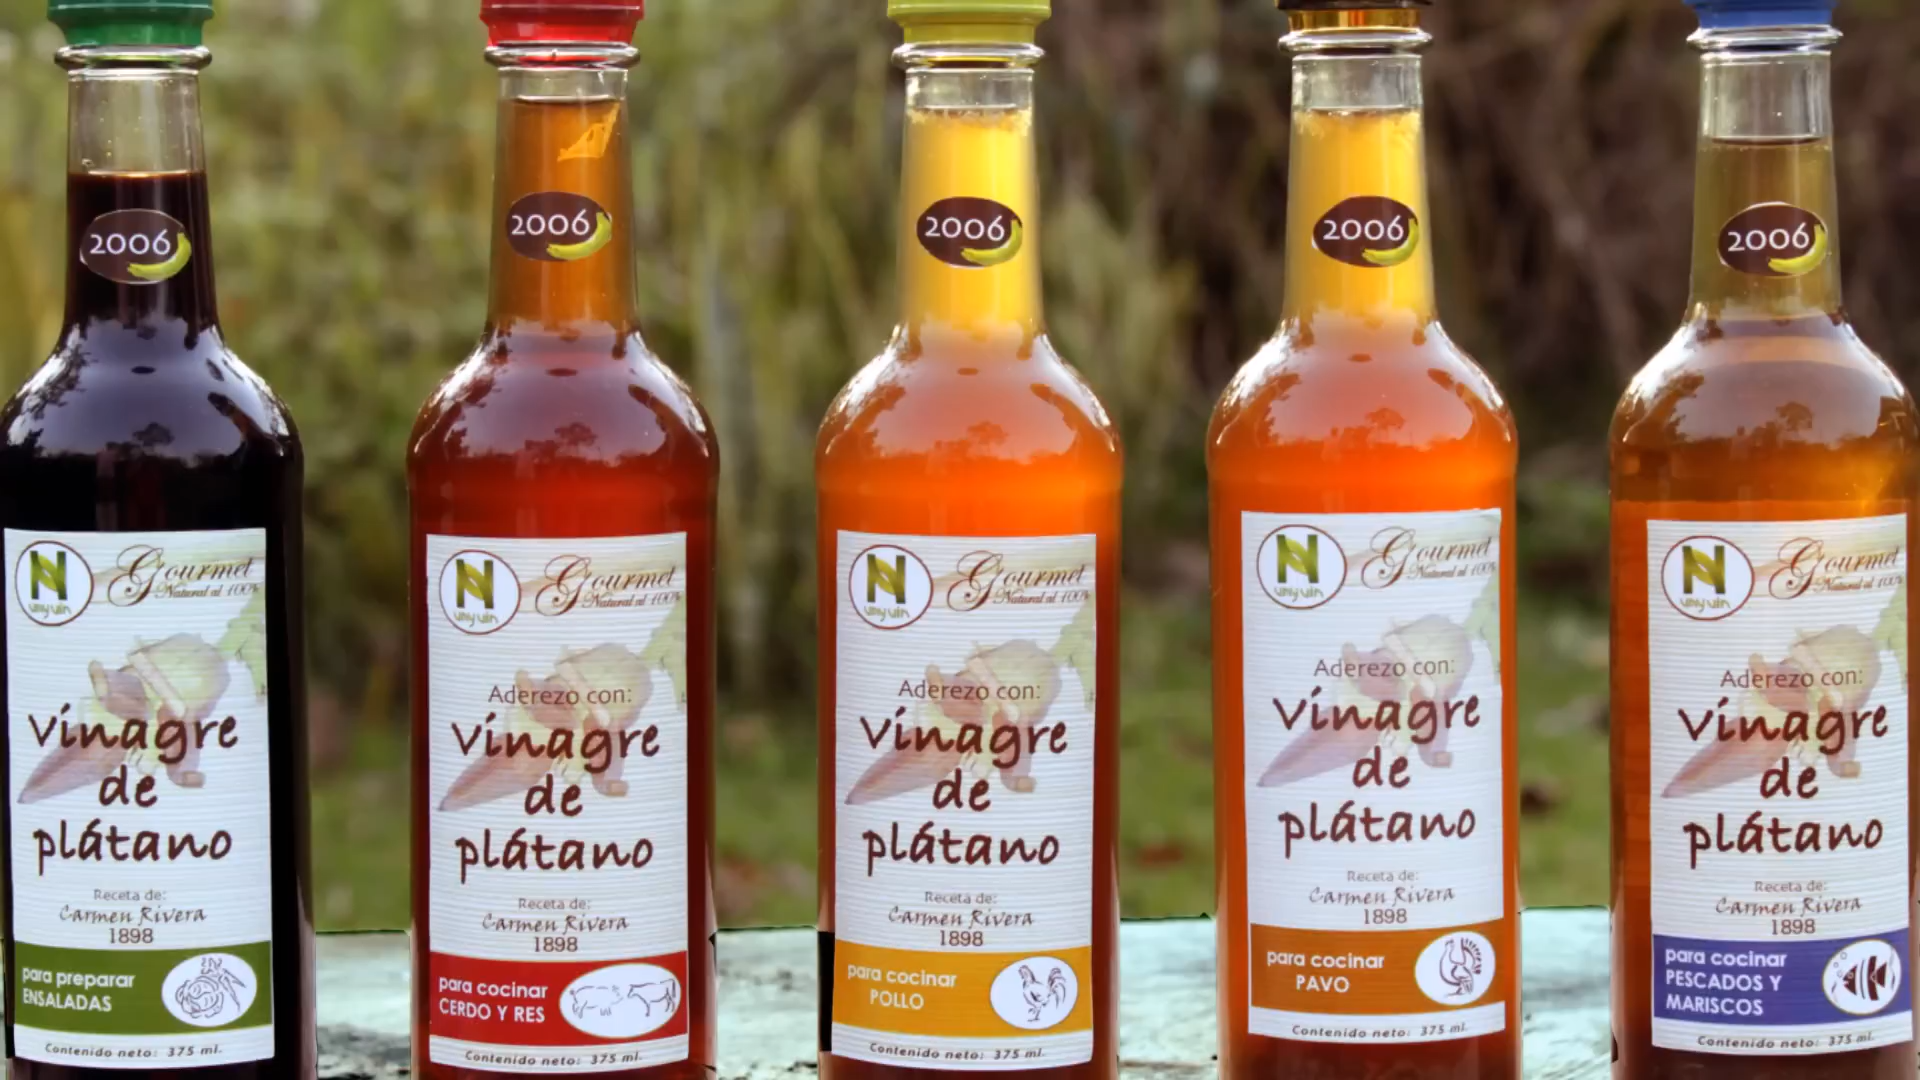 2006
unyvin
Gourmet
Natural al 100%
Vinagre
de
plátano
Receta de:
Carmen Rivera
1898
para preparar
ENSALADAS
Contenido neto: 375 ml.
2006
unyvin
Gourmet
Natural al 100%
Aderezo con:
Vinagre
de
plátano
Receta de:
Carmen Rivera
1898
para cocinar
CERDO Y RES
Contenido neto: 375 ml.
2006
unyvin
Gourmet
Natural al 100%
Aderezo con:
Vinagre
de
plátano
Receta de:
Carmen Rivera
1898
para cocinar
POLLO
Contenido neto: 375 ml.
2006
unyvin
Gourmet
Natural al 100%
Aderezo con:
Vinagre
de
plátano
Receta de:
Carmen Rivera
1898
para cocinar
PAVO
Contenido neto: 375 ml.
2006
unyvin
Gourmet
Natural al 100%
Aderezo con:
Vinagre
de
plátano
Receta de:
Carmen Rivera
1898
para cocinar
PESCADOS Y
MARISCOS
Contenido neto: 375 ml.